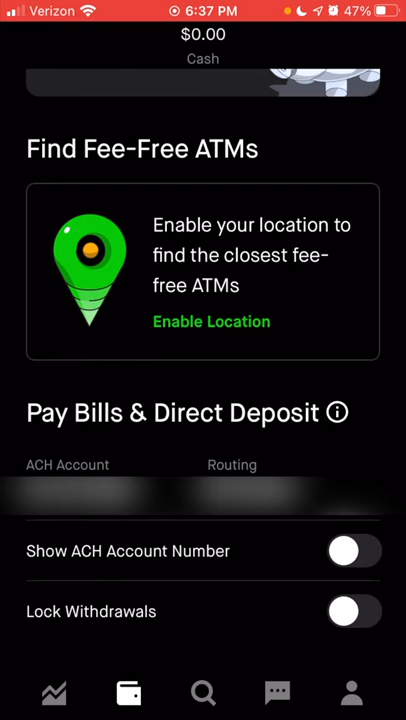 Verizon 6:37 PM 47%
$0.00
Cash
Find Fee-Free ATMs
Enable your location to
find the closest fee-
free ATMs
Enable Location
Pay Bills & Direct Deposit
ACH Account Routing
Show ACH Account Number
Lock Withdrawals